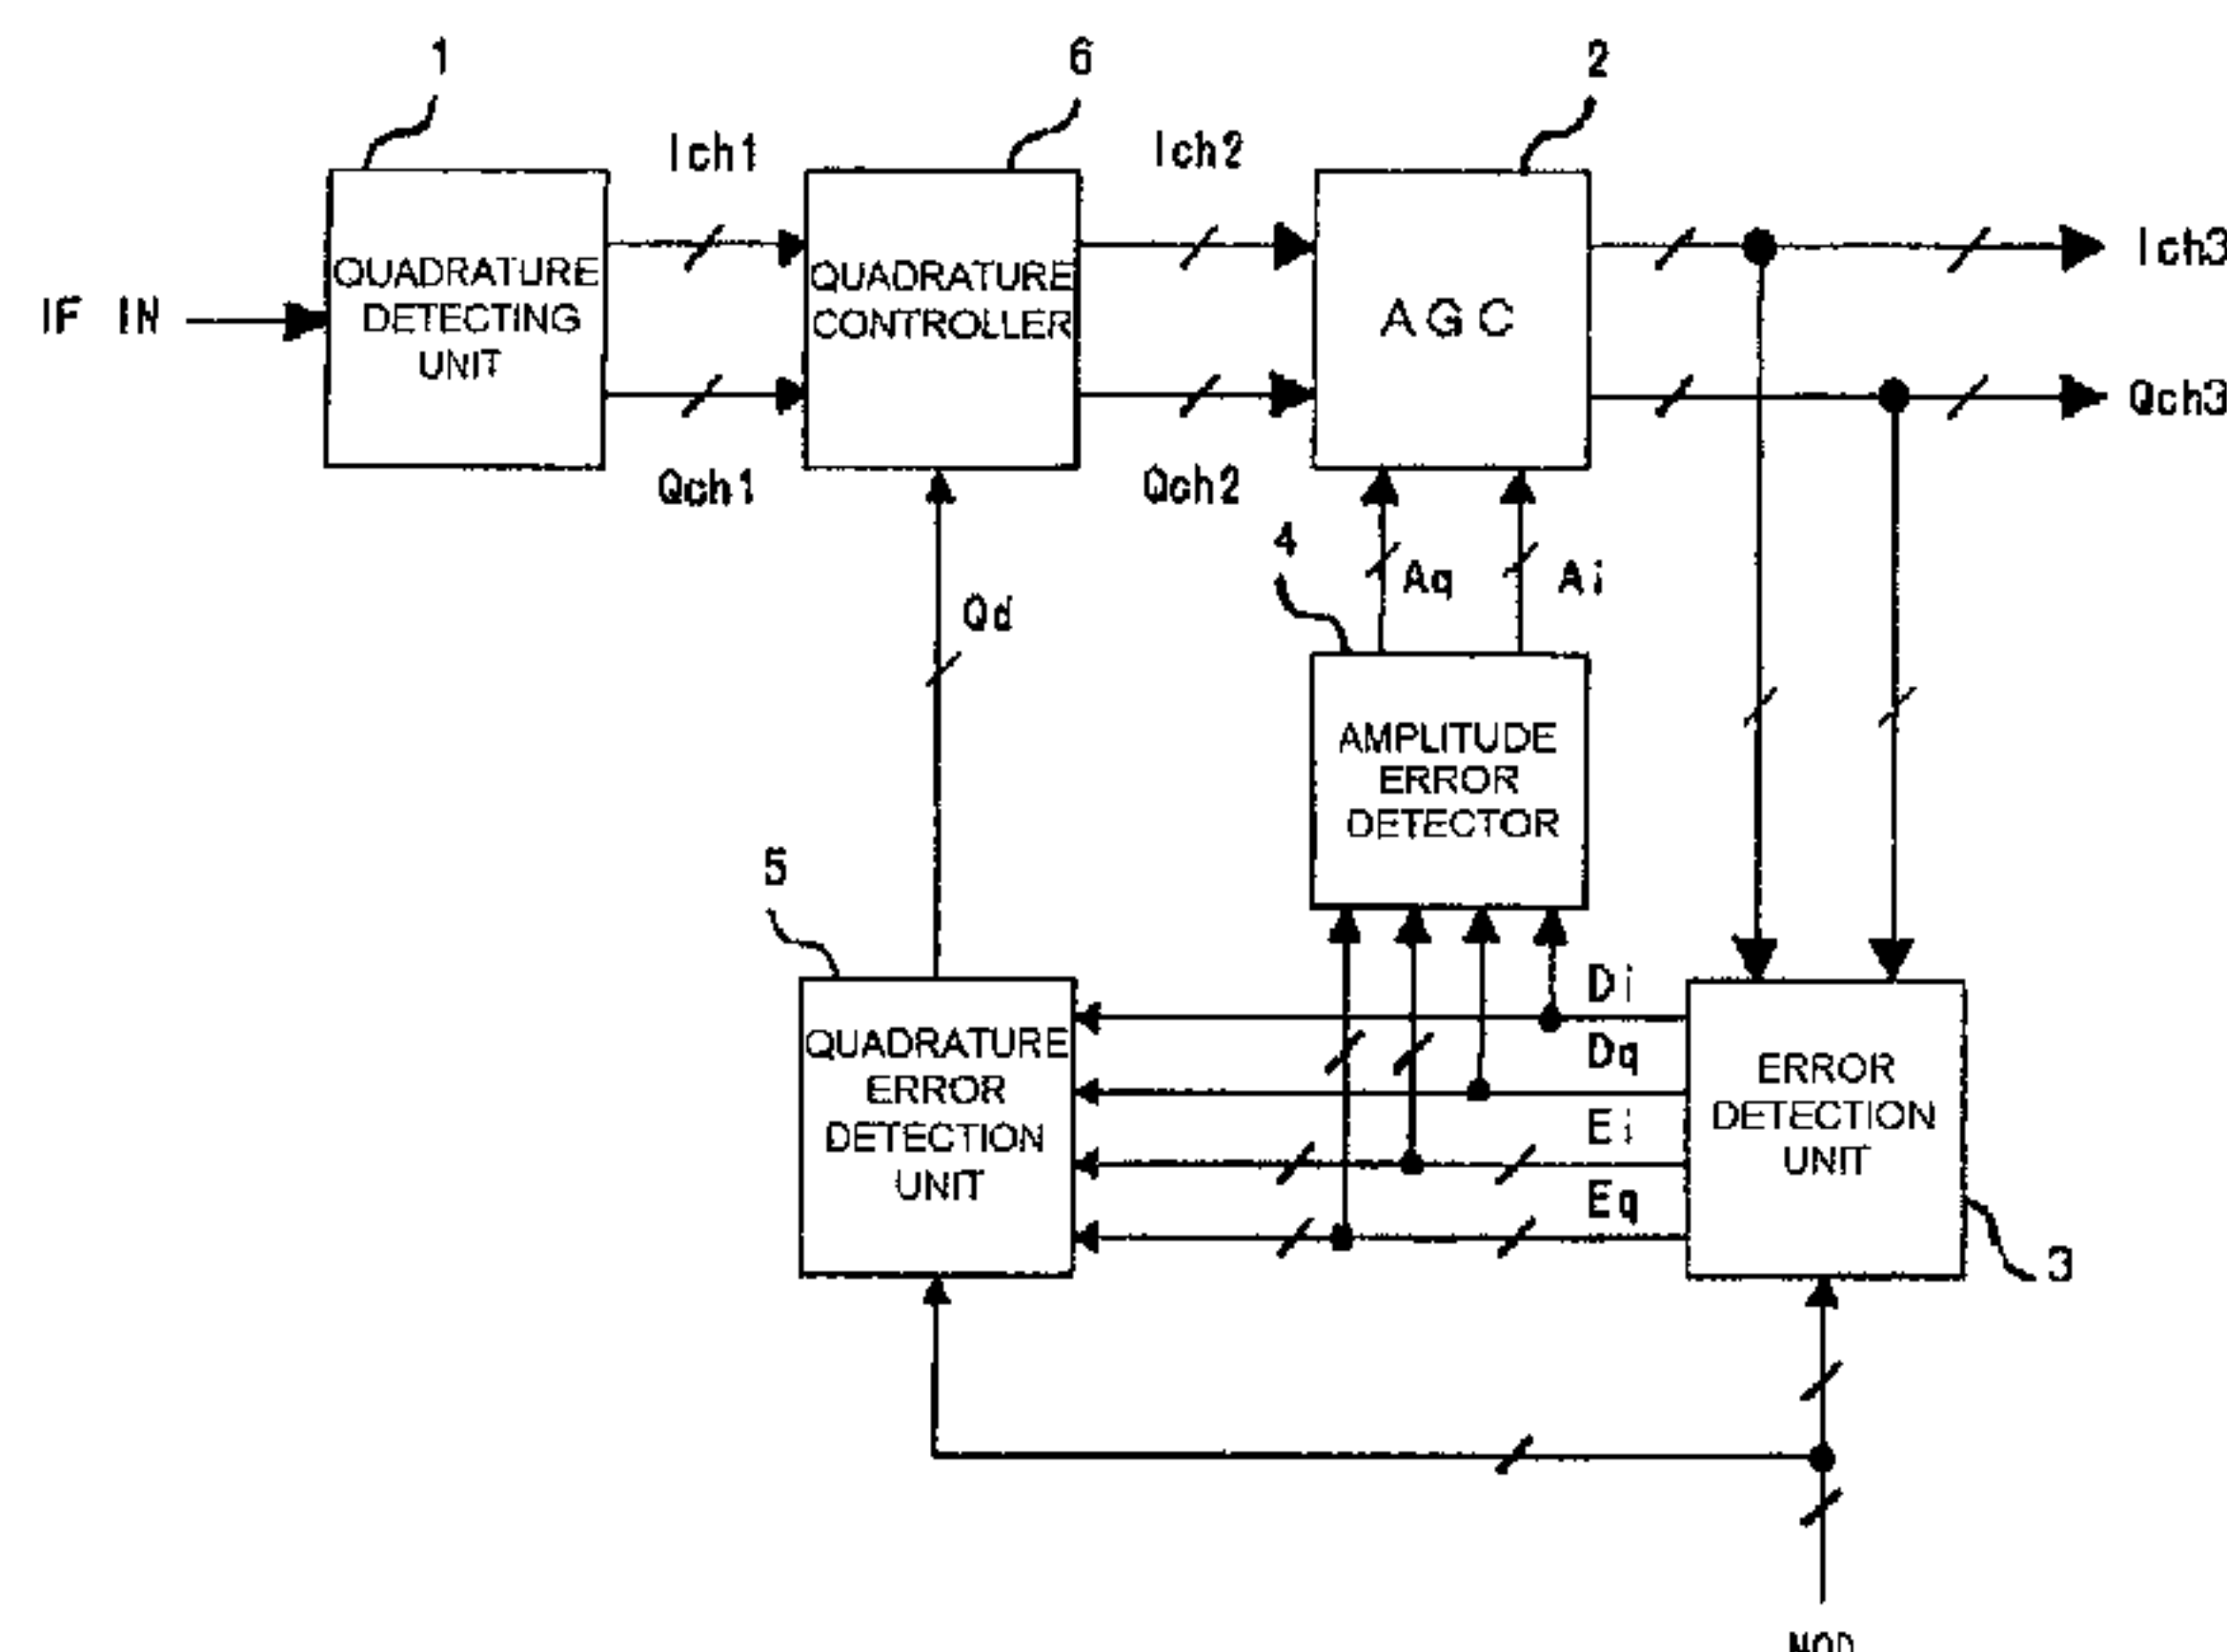 1
6
2
Ich1
Ich2
QUADRATURE
DETECTING
UNIT
QUADRATURE
CONTROLLER
AGC
Ich3
IF IN
Qch3
Qch1
Qch2
4
Aq
Ai
Qd
AMPLITUDE
ERROR
DETECTOR
5
Di
QUADRATURE
ERROR
DETECTION
UNIT
Dq
ERROR
DETECTION
UNIT
Ei
Eq
3
MOD